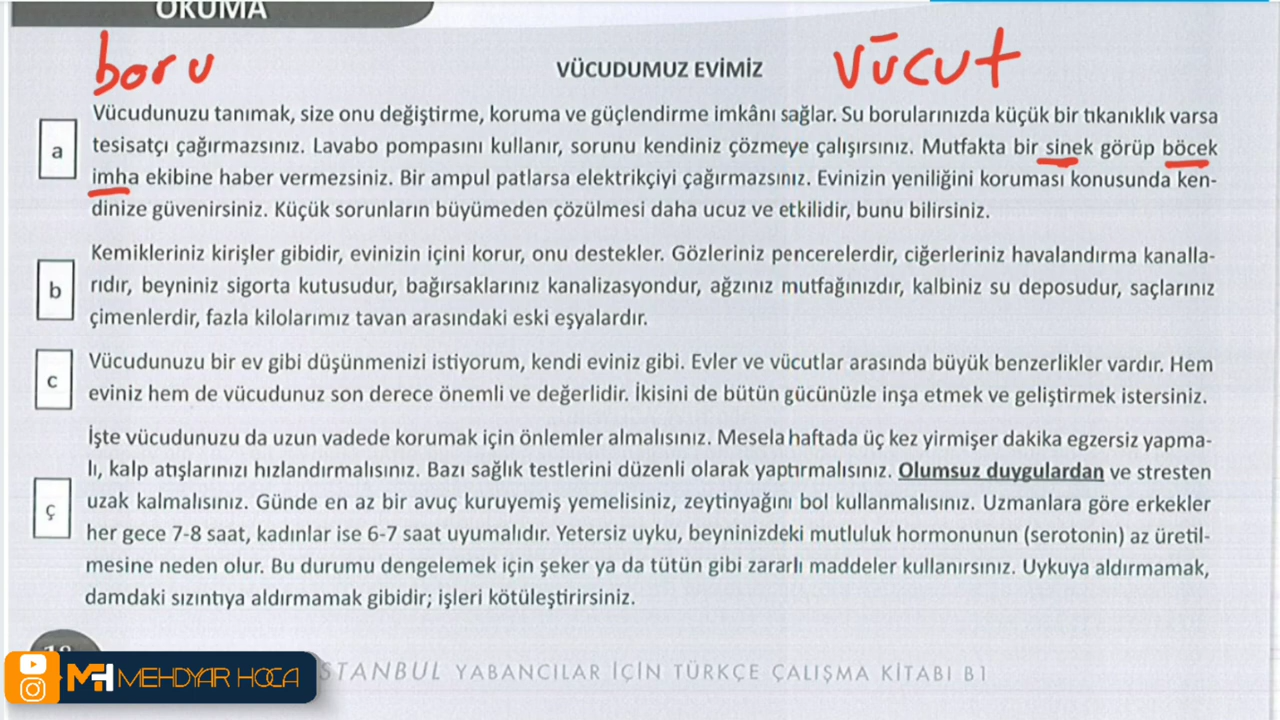 OKUMA
boru
vücut
VÜCUDUMUZ EVİMİZ
Vücudunuzu tanımak, size onu değiştirme, koruma ve güçlendirme imkânı sağlar. Su borularınızda küçük bir tıkanıklık varsa
a
tesisatçı çağırmazsınız. Lavabo pompasını kullanır, sorunu kendiniz çözmeye çalışırsınız. Mutfakta bir sinek görüp böcek
imha ekibine haber vermezsiniz. Bir ampul patlarsa elektrikçiyi çağırmazsınız. Evinizin yeniliğini koruması konusunda ken-
dinize güvenirsiniz. Küçük sorunların büyümeden çözülmesi daha ucuz ve etkilidir, bunu bilirsiniz.
Kemikleriniz kirişler gibidir, evinizin içini korur, onu destekler. Gözleriniz pencerelerdir, ciğerleriniz havalandırma kanalla-
b
rıdır, beyniniz sigorta kutusudur, bağırsaklarınız kanalizasyondur, ağzınız mutfağınızdır, kalbiniz su deposudur, saçlarınız
çimenlerdir, fazla kilolarımız tavan arasındaki eski eşyalardır.
Vücudunuzu bir ev gibi düşünmenizi istiyorum, kendi eviniz gibi. Evler ve vücutlar arasında büyük benzerlikler vardır. Hem
c
eviniz hem de vücudunuz son derece önemli ve değerlidir. İkisini de bütün gücünüzle inşa etmek ve geliştirmek istersiniz.
İşte vücudunuzu da uzun vadede korumak için önlemler almalısınız. Mesela haftada üç kez yirmişer dakika egzersiz yapma-
lı, kalp atışlarınızı hızlandırmalısınız. Bazı sağlık testlerini düzenli olarak yaptırmalısınız. Olumsuz duygulardan ve stresten
ç
uzak kalmalısınız. Günde en az bir avuç kuruyemiş yemelisiniz, zeytinyağını bol kullanmalısınız. Uzmanlara göre erkekler
her gece 7-8 saat, kadınlar ise 6-7 saat uyumalıdır. Yetersiz uyku, beyninizdeki mutluluk hormonunun (serotonin) az üretil-
mesine neden olur. Bu durumu dengelemek için şeker ya da tütün gibi zararlı maddeler kullanırsınız. Uykuya aldırmamak,
damdaki sızıntıya aldırmamak gibidir; işleri kötüleştirirsiniz.
MH MEHDYAR HOCA
STANBUL YABANCILAR İÇİN TÜRKÇE ÇALIŞMA KİTABI B1